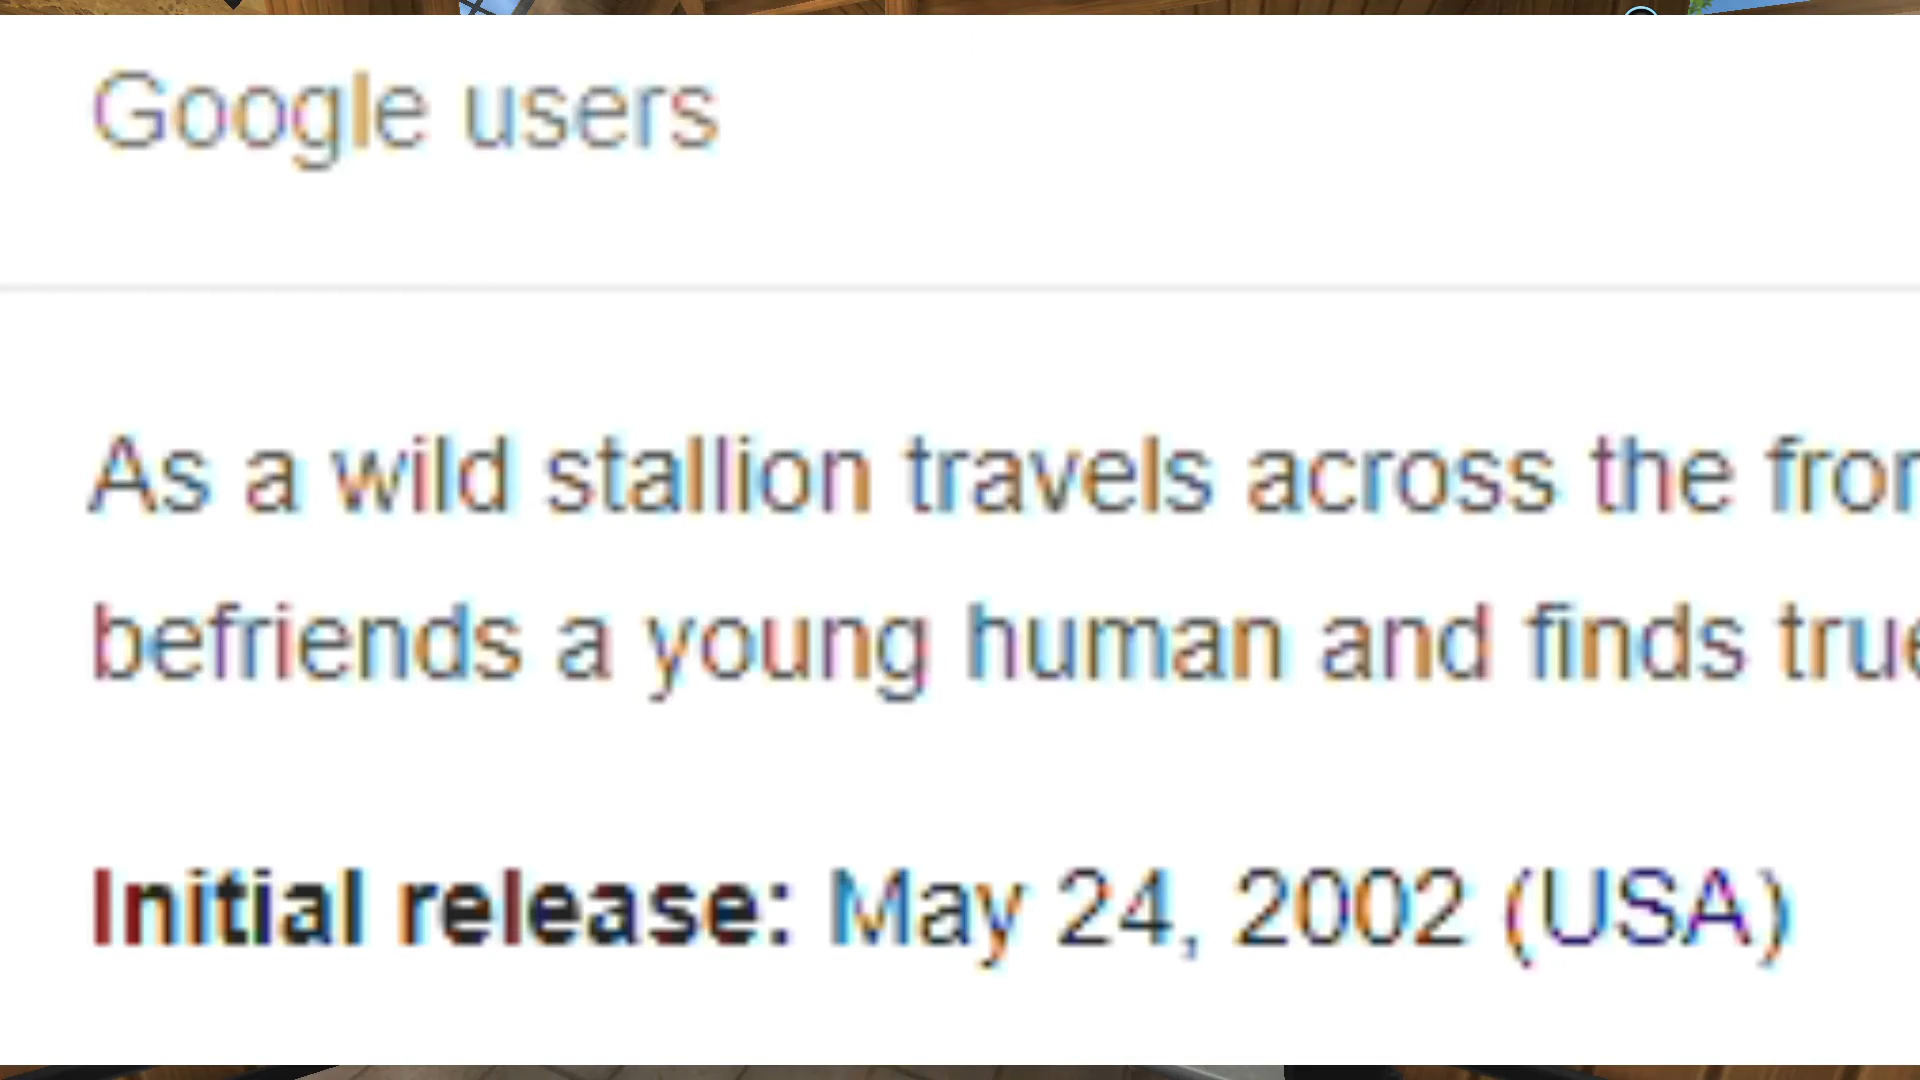 Google users
As a wild stallion travels across the
befriends a young human and finds true
Initial release: May 24, 2002 (USA)